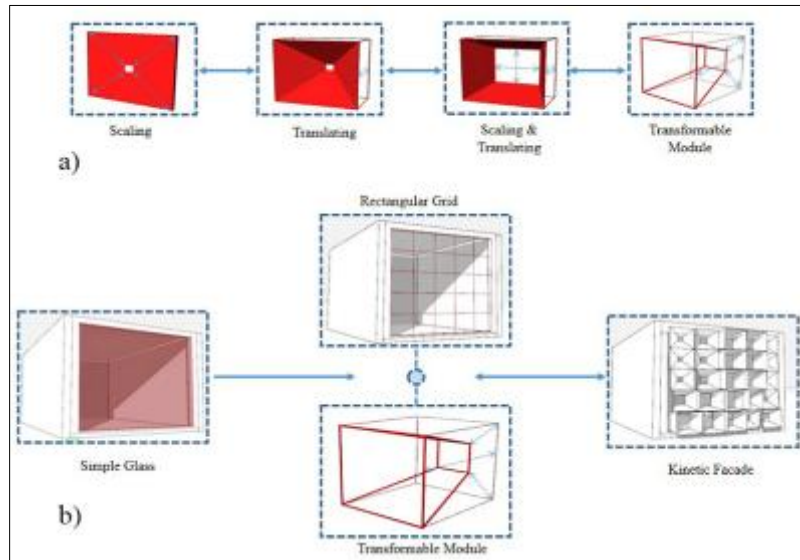 Scaling
Translating
Scaling &
Translating
Transformable
Module
a)
Rectangular Grid
Simple Glass
Kinetic Facade
b)
Transformable Module